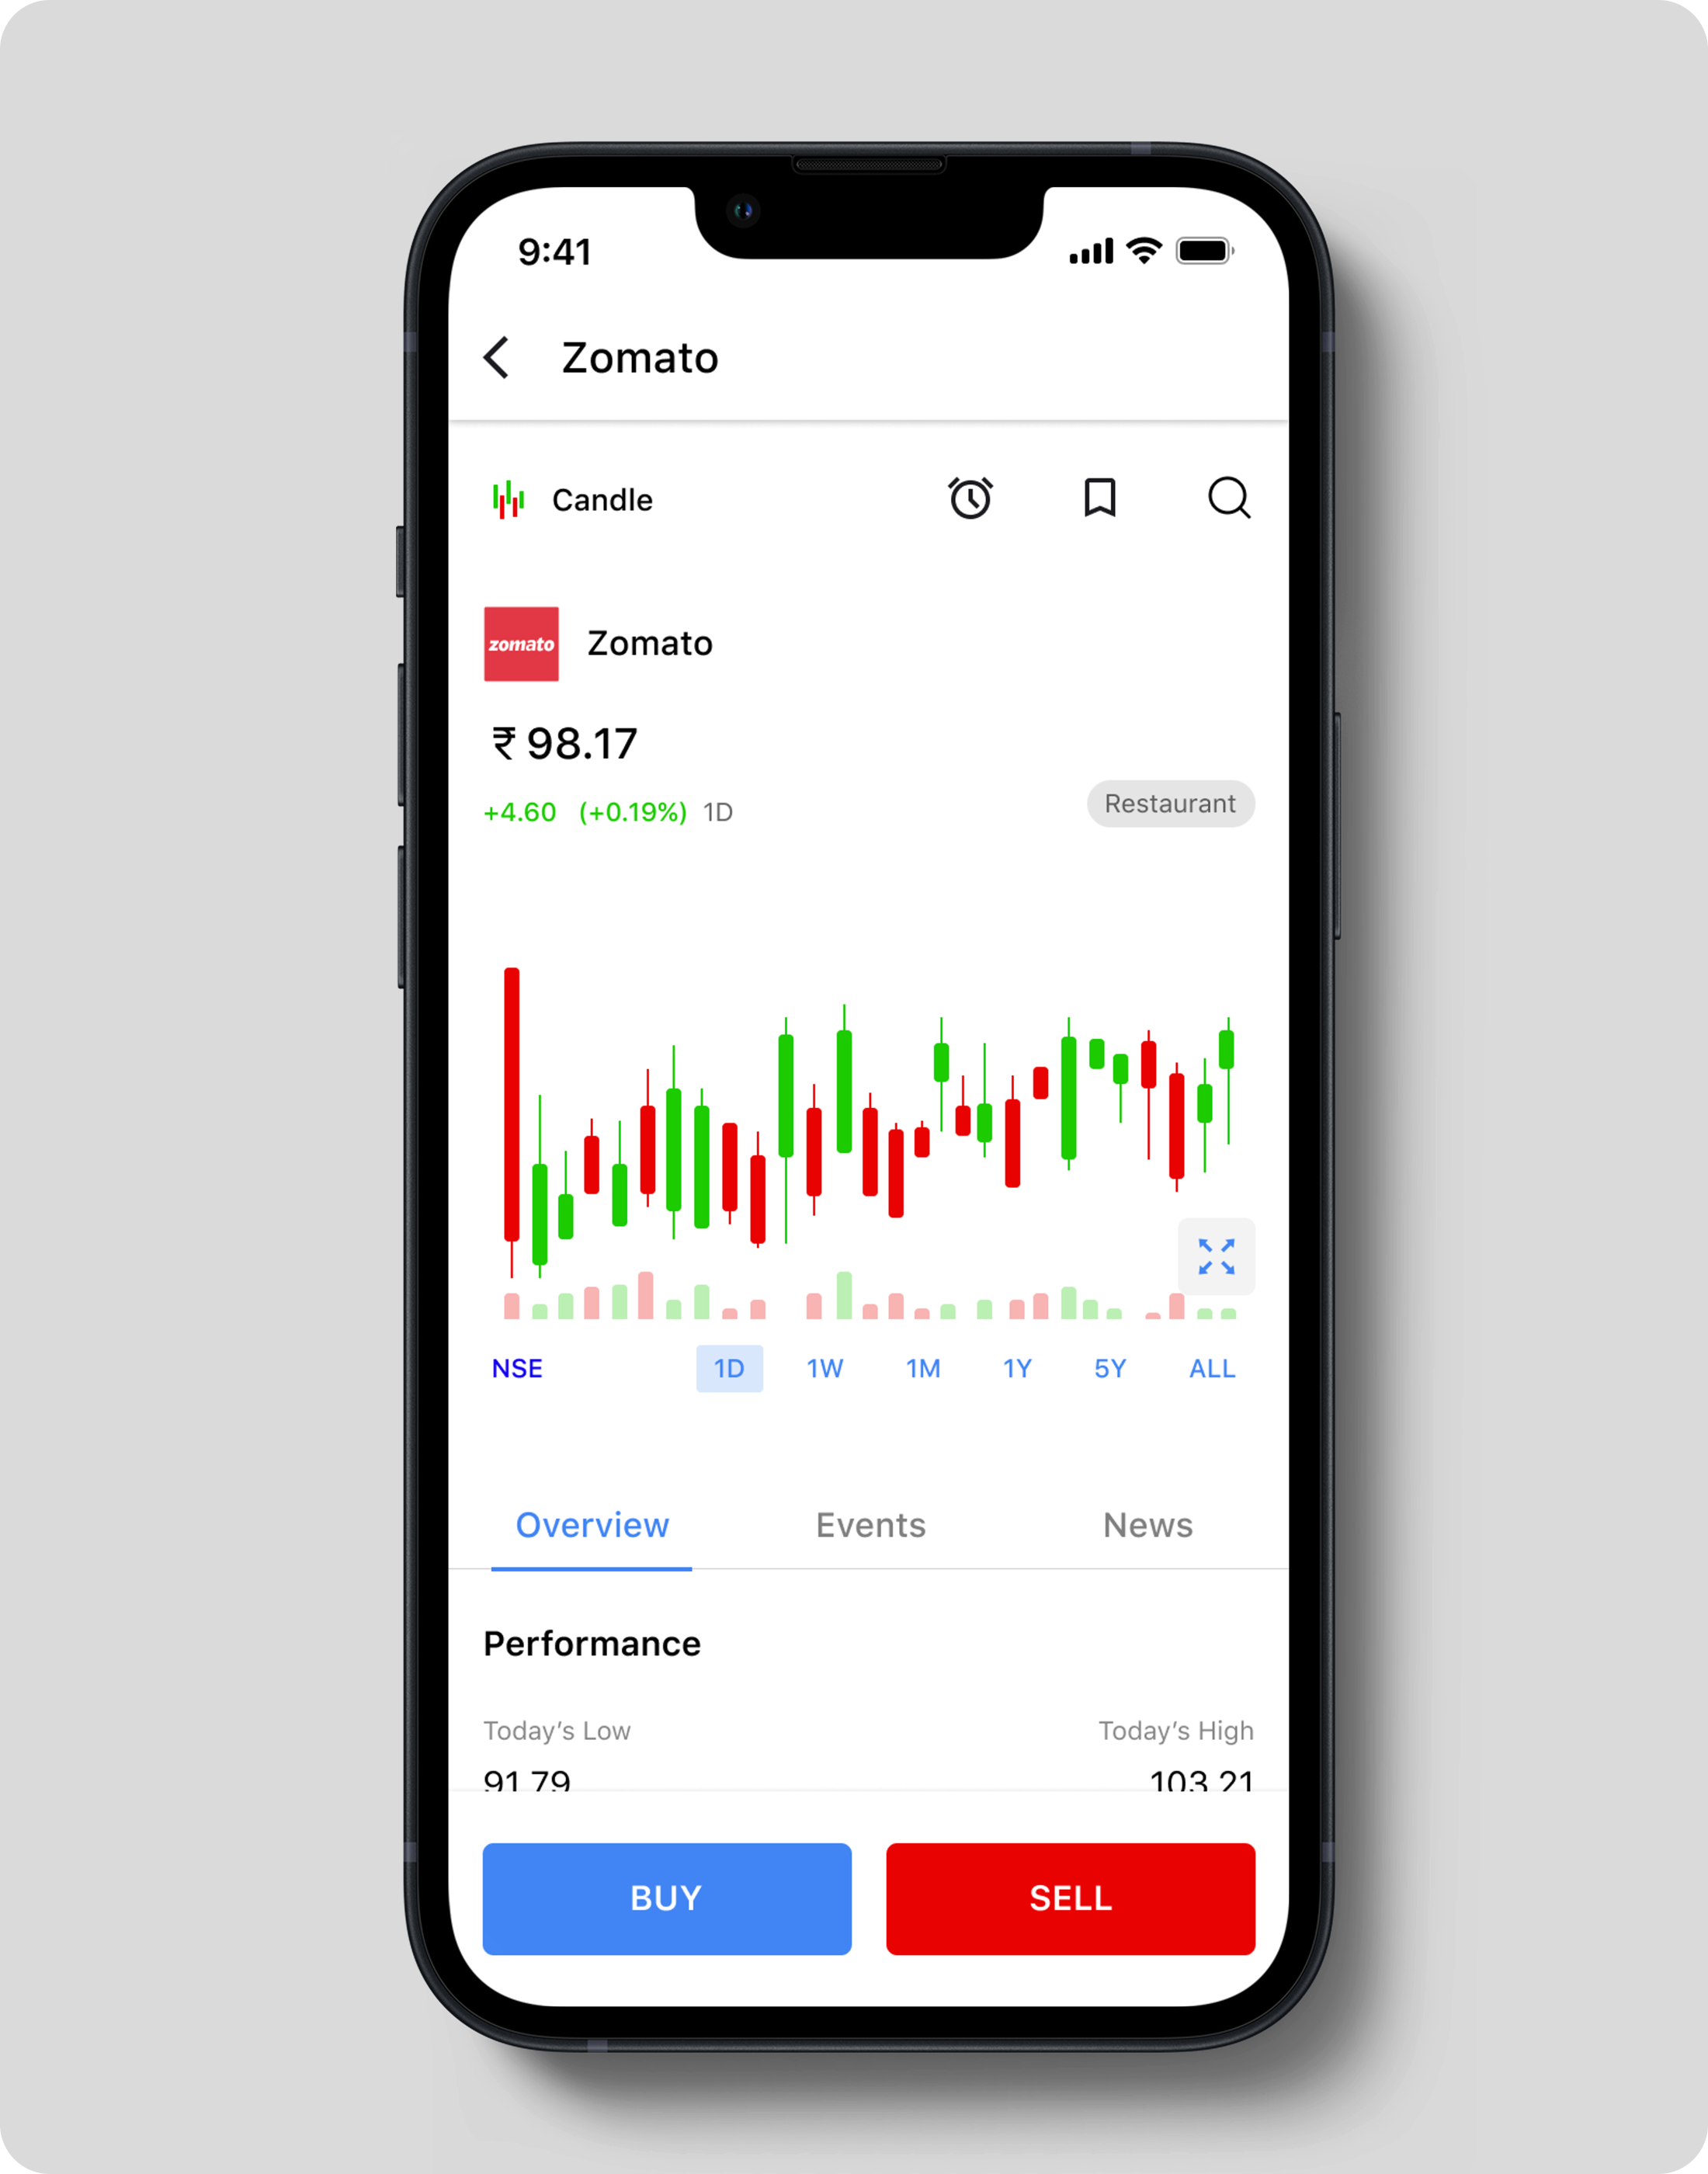 9:41
Zomato
Candle
zomato
Zomato
₹ 98.17
+4.60 (+0.19%) 1D
Restaurant
NSE 1D 1W 1M 1Y 5Y ALL
Overview Events News
Performance
Today’s Low Today’s High
91.79 103.21
BUY SELL